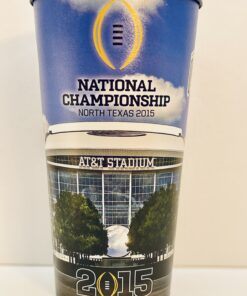 NATIONAL
CHAMPIONSHIP
NORTH TEXAS 2015
AT&T STADIUM
2015